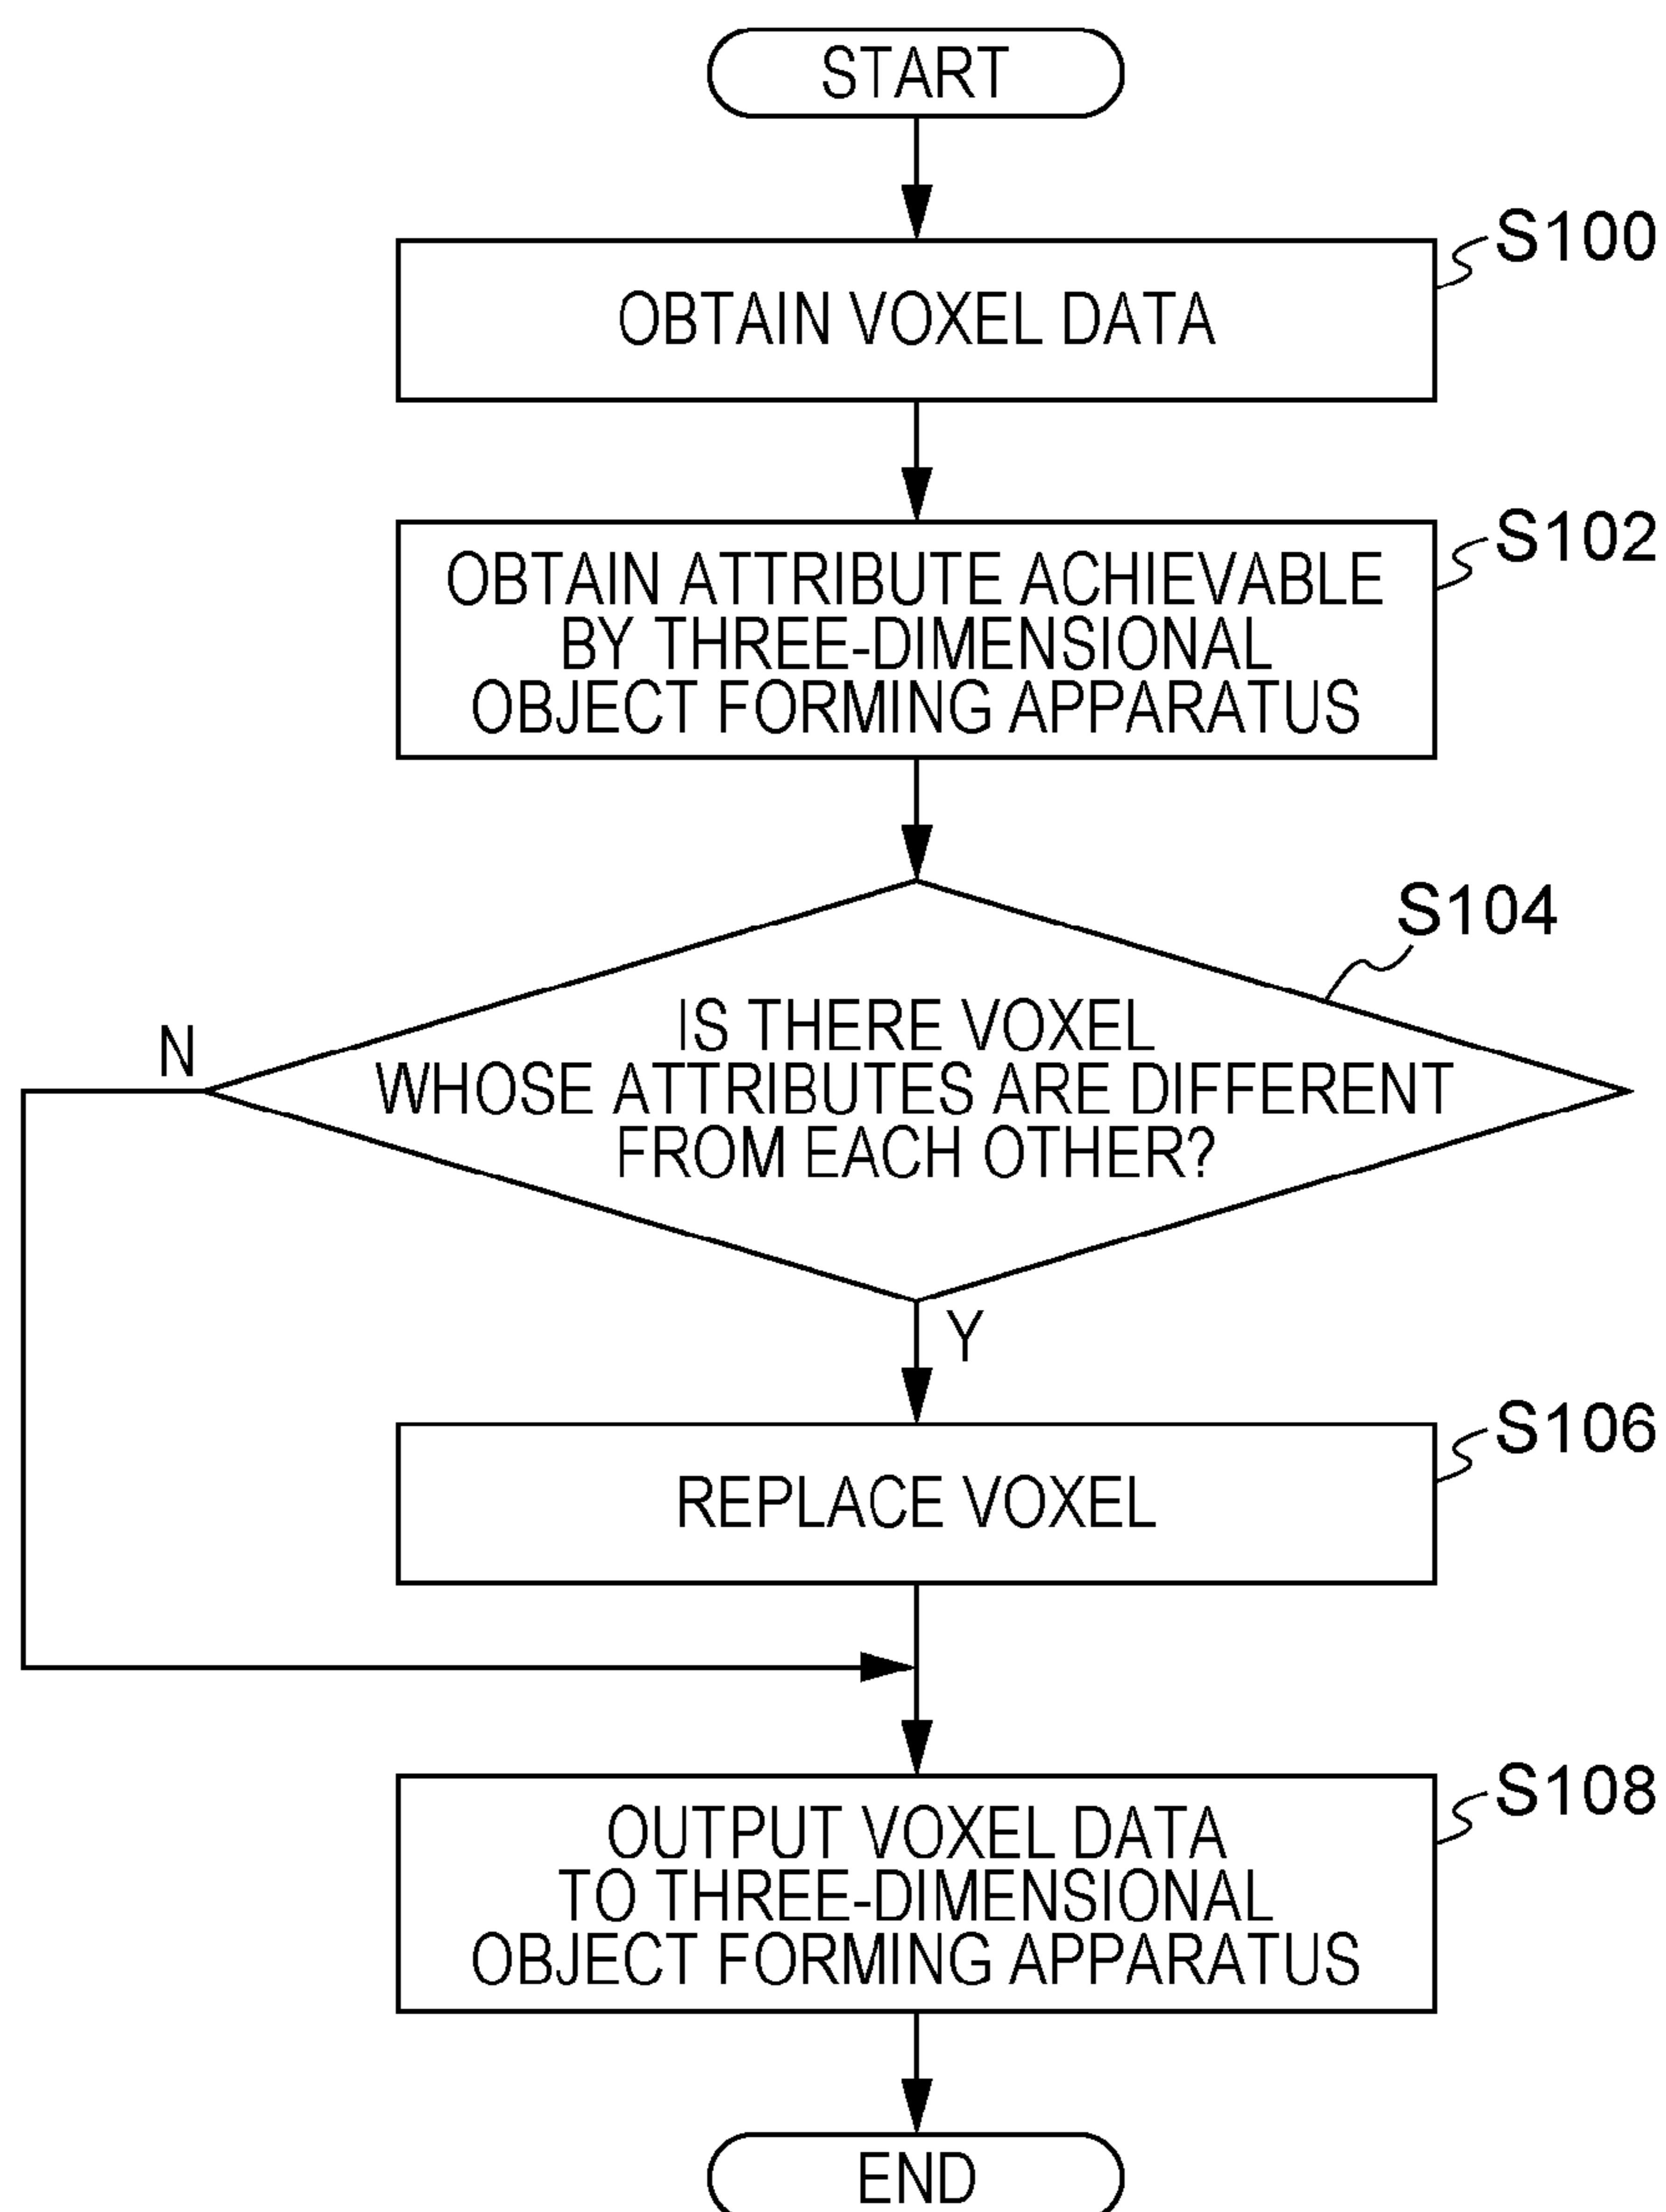 START
S100
OBTAIN VOXEL DATA
S102
OBTAIN ATTRIBUTE ACHIEVABLE
BY THREE-DIMENSIONAL
OBJECT FORMING APPARATUS
S104
IS THERE VOXEL
WHOSE ATTRIBUTES ARE DIFFERENT
FROM EACH OTHER?
N
Y
S106
REPLACE VOXEL
S108
OUTPUT VOXEL DATA
TO THREE-DIMENSIONAL
OBJECT FORMING APPARATUS
END